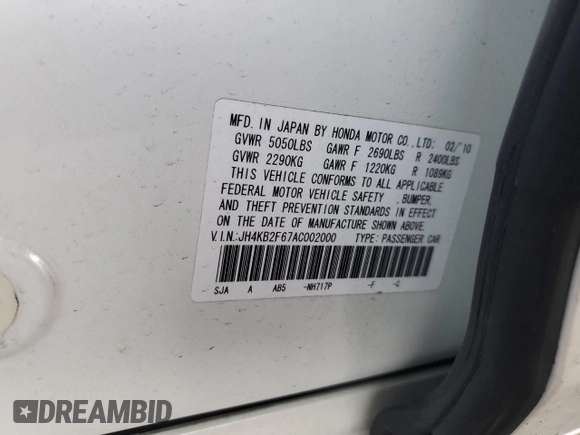 MFD. IN JAPAN BY HONDA MOTOR CO., LTD. 02/'10
GVWR 5050LBS GAWR F 2690LBS R 2400LBS
GVWR 2290KG GAWR F 1220KG R 1089KG
THIS VEHICLE CONFORMS TO ALL APPLICABLE
FEDERAL MOTOR VEHICLE SAFETY , BUMPER,
AND THEFT PREVENTION STANDARDS IN EFFECT
ON THE DATE OF MANUFACTURE SHOWN ABOVE.
V.I.N.:JH4KB2F67AC002000 TYPE: PASSENGER CAR
SJA A AB5 -NH717P -F -C
DREAMBID